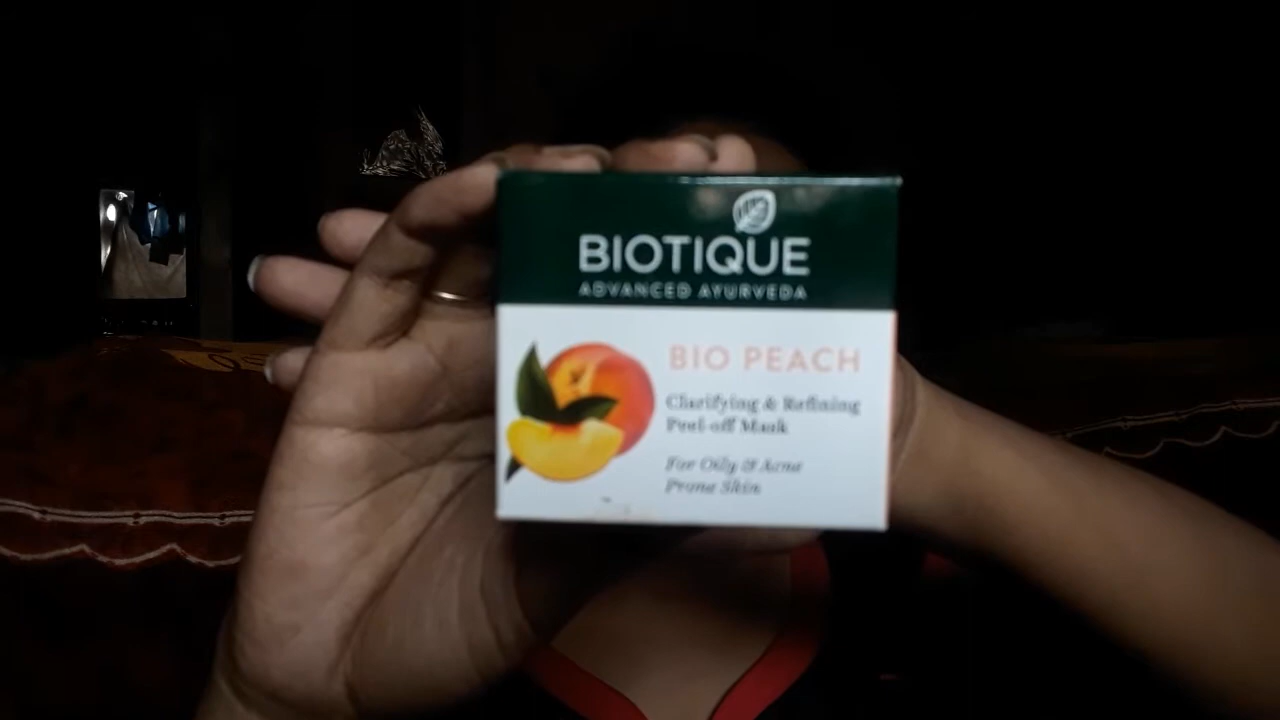 BIOTIQUE
ADVANCED AYURVEDA
BIO PEACH
Clarifying & Refining
Peel-off Mask
For Oily & Acne
Prone Skin